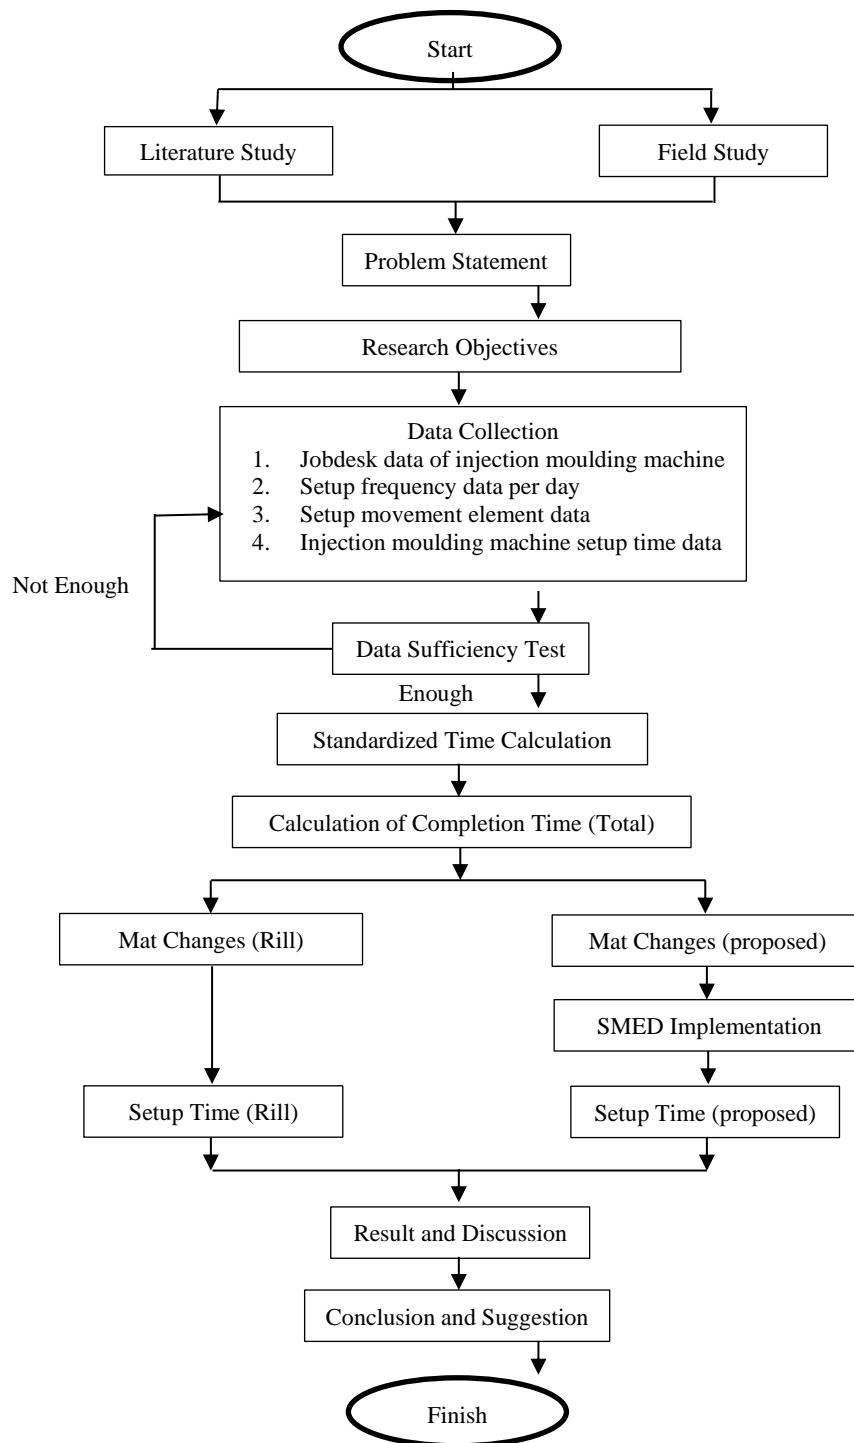 Start
Literature Study
Field Study
Problem Statement
Research Objectives
Data Collection
1. Jobdesk data of injection moulding machine
2. Setup frequency data per day
3. Setup movement element data
4. Injection moulding machine setup time data
Not Enough
Data Sufficiency Test
Enough
Standardized Time Calculation
Calculation of Completion Time (Total)
Mat Changes (Rill)
Mat Changes (proposed)
SMED Implementation
Setup Time (Rill)
Setup Time (proposed)
Result and Discussion
Conclusion and Suggestion
Finish